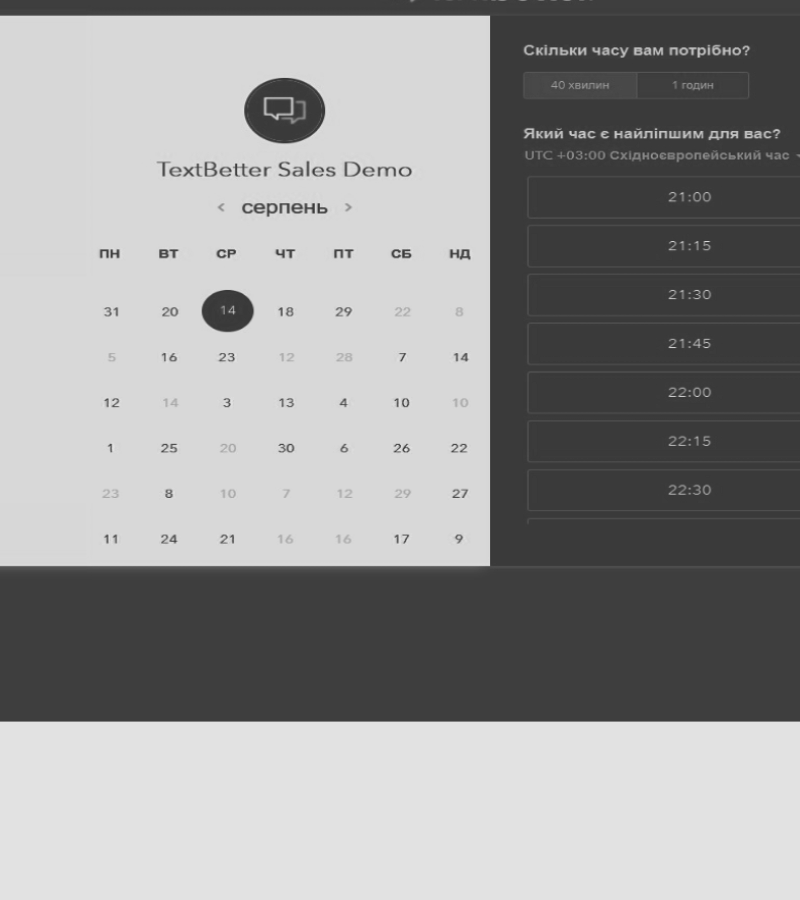 TextBetter Sales Demo
< серпень >
ПН ВТ СР ЧТ ПТ СБ НД
31 20 14 18 29 22 8
5 16 23 12 28 7 14
12 14 3 13 4 10 10
1 25 20 30 6 26 22
23 8 10 7 12 29 27
11 24 21 16 16 17 9
Скільки часу вам потрібно?
40 хвилин 1 годин
Який час є найліпшим для вас?
UTC +03:00 Східноєвропейський час
21:00
21:15
21:30
21:45
22:00
22:15
22:30